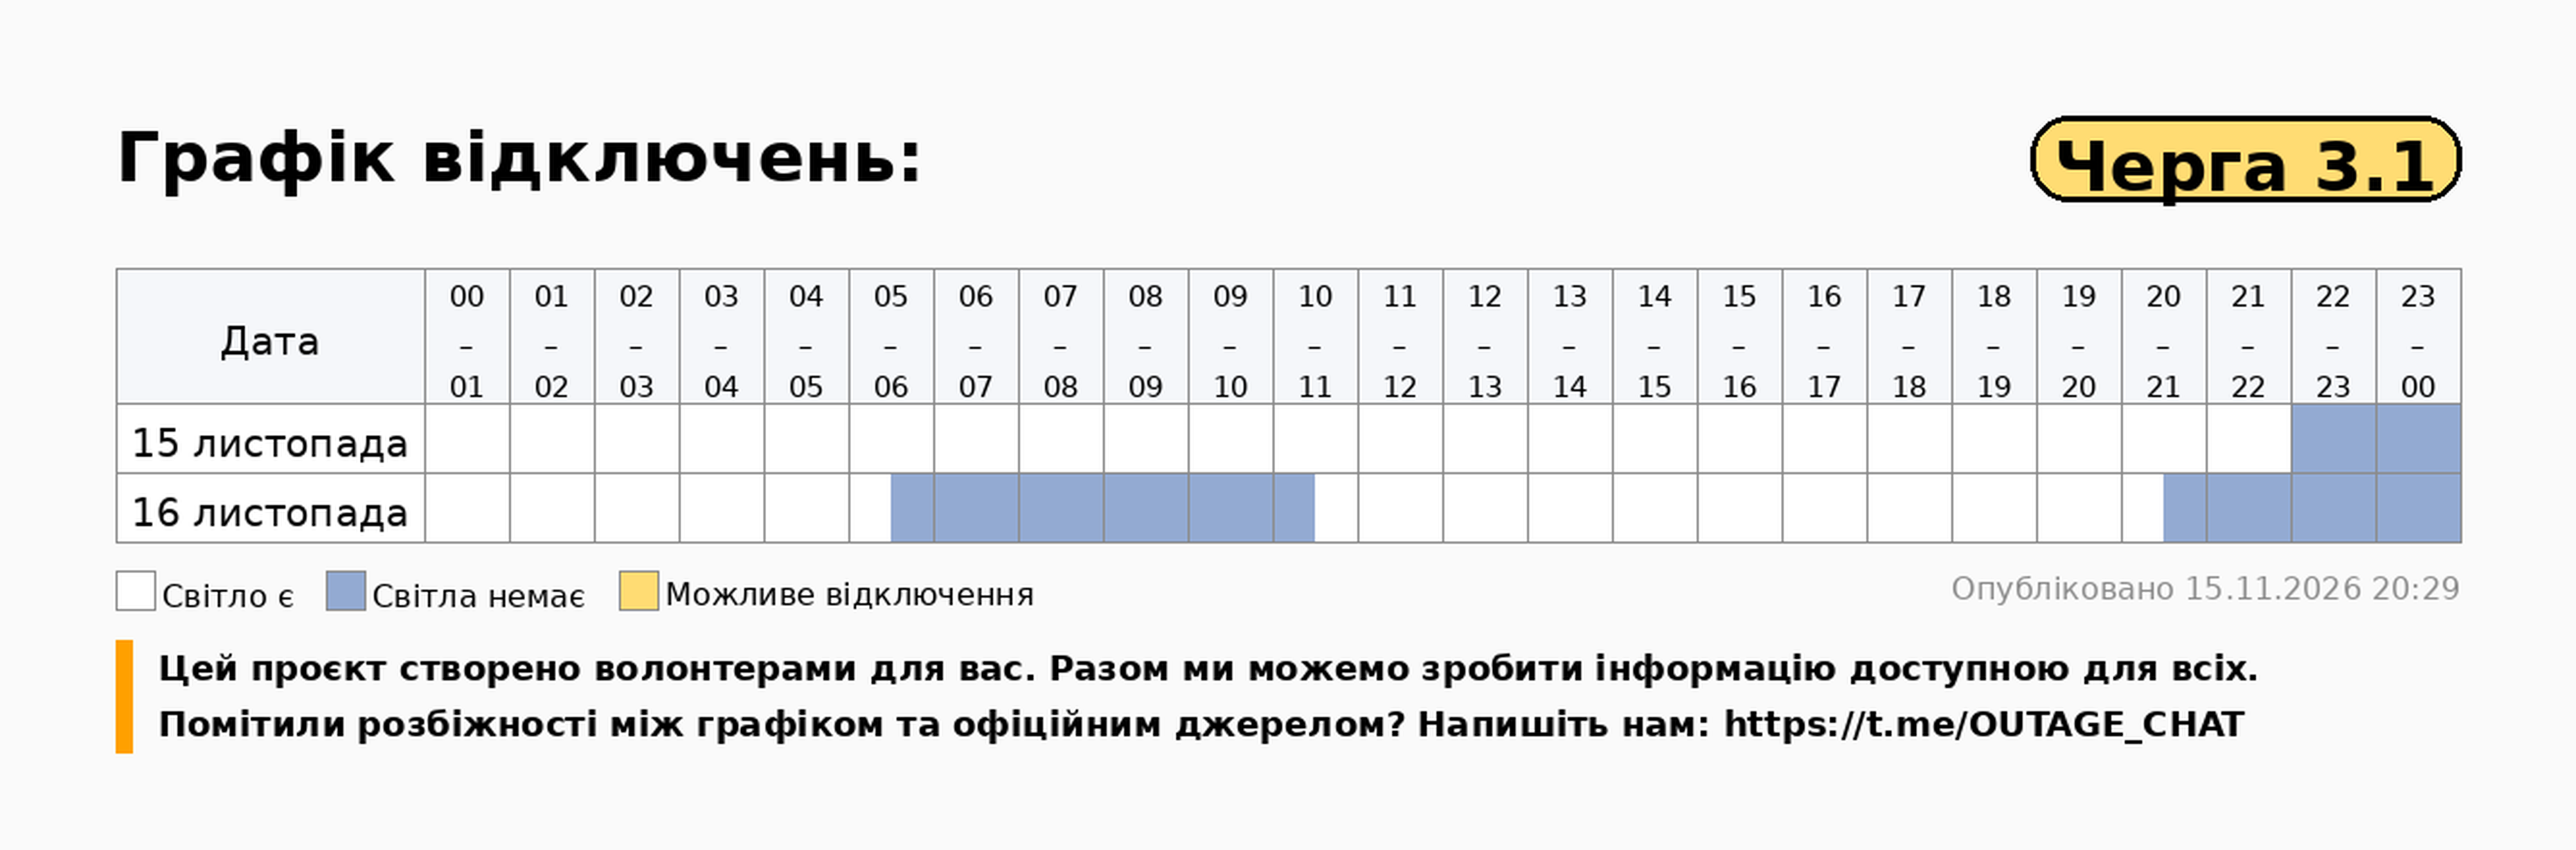 Графік відключень:
Черга 3.1
Дата 00 – 01 01 – 02 02 – 03 03 – 04 04 – 05 05 – 06 06 – 07 07 – 08 08 – 09 09 – 10 10 – 11 11 – 12 12 – 13 13 – 14 14 – 15 15 – 16 16 – 17 17 – 18 18 – 19 19 – 20 20 – 21 21 – 22 22 – 23 23 – 00
15 листопада
16 листопада
Світло є Світла немає Можливе відключення
Опубліковано 15.11.2026 20:29
Цей проєкт створено волонтерами для вас. Разом ми можемо зробити інформацію доступною для всіх.
Помітили розбіжності між графіком та офіційним джерелом? Напишіть нам: https://t.me/OUTAGE_CHAT